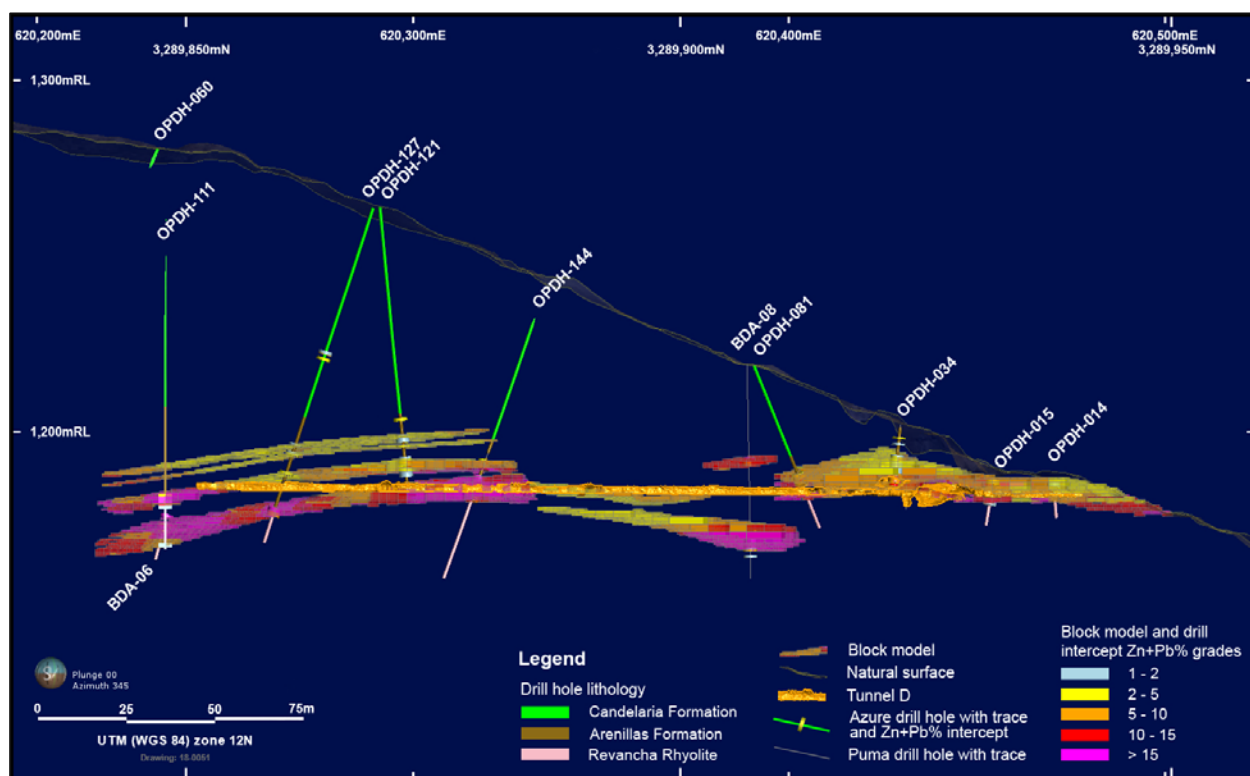 620,200mE
620,300mE
620,400mE
620,500mE
3,289,850mN
3,289,900mN
3,289,950mN
1,300mRL
OPDH-060
OPDH-111
OPDH-127
OPDH-121
OPDH-144
BDA-08
OPDH-081
OPDH-034
OPDH-015
OPDH-014
1,200mRL
BDA-06
Plunge 00
Azimuth 345
0 25 50 75m
UTM (WGS 84) zone 12N
Drawing: 18-0051
Legend
Drill hole lithology
Candelaria Formation
Arenillas Formation
Revancha Rhyolite
Block model
Natural surface
Tunnel D
Azure drill hole with trace
and Zn+Pb% intercept
Puma drill hole with trace
Block model and drill
intercept Zn+Pb% grades
1 - 2
2 - 5
5 - 10
10 - 15
> 15